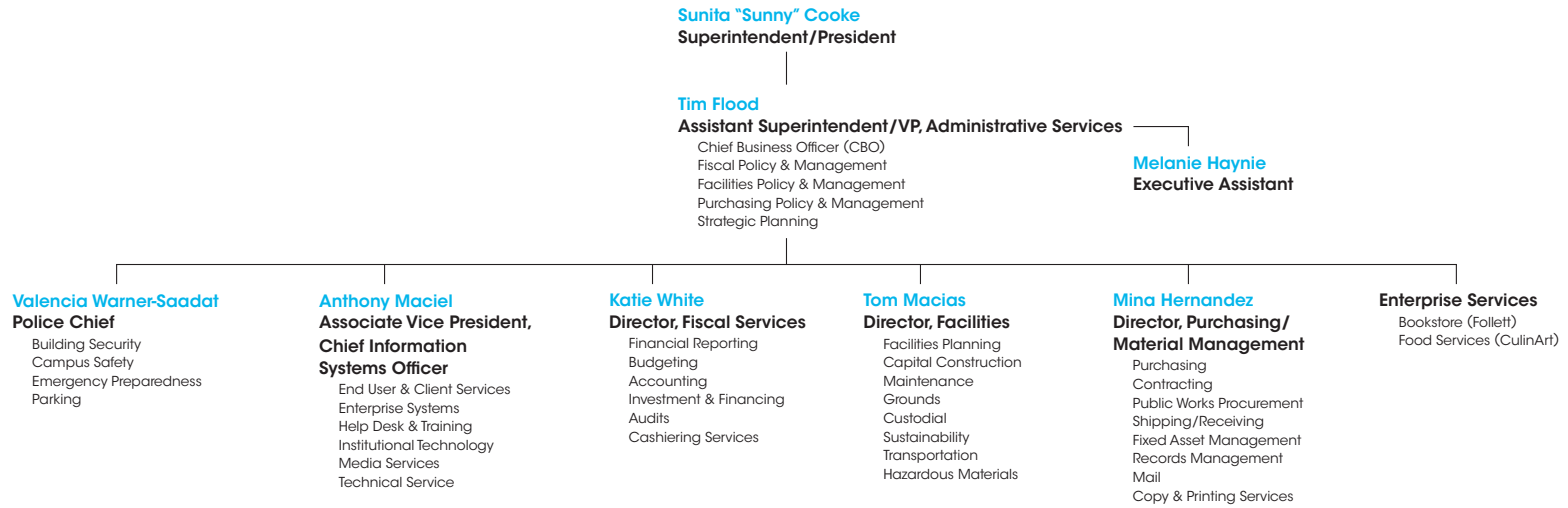 Sunita “Sunny” Cooke
Superintendent/President
Tim Flood
Assistant Superintendent/VP, Administrative Services
Chief Business Officer (CBO)
Fiscal Policy & Management
Facilities Policy & Management
Purchasing Policy & Management
Strategic Planning
Melanie Haynie
Executive Assistant
Valencia Warner-Saadat
Police Chief
Building Security
Campus Safety
Emergency Preparedness
Parking
Anthony Maciel
Associate Vice President,
Chief Information
Systems Officer
End User & Client Services
Enterprise Systems
Help Desk & Training
Institutional Technology
Media Services
Technical Service
Katie White
Director, Fiscal Services
Financial Reporting
Budgeting
Accounting
Investment & Financing
Audits
Cashiering Services
Tom Macias
Director, Facilities
Facilities Planning
Capital Construction
Maintenance
Grounds
Custodial
Sustainability
Transportation
Hazardous Materials
Mina Hernandez
Director, Purchasing/
Material Management
Purchasing
Contracting
Public Works Procurement
Shipping/Receiving
Fixed Asset Management
Records Management
Mail
Copy & Printing Services
Enterprise Services
Bookstore (Follett)
Food Services (CulinArt)